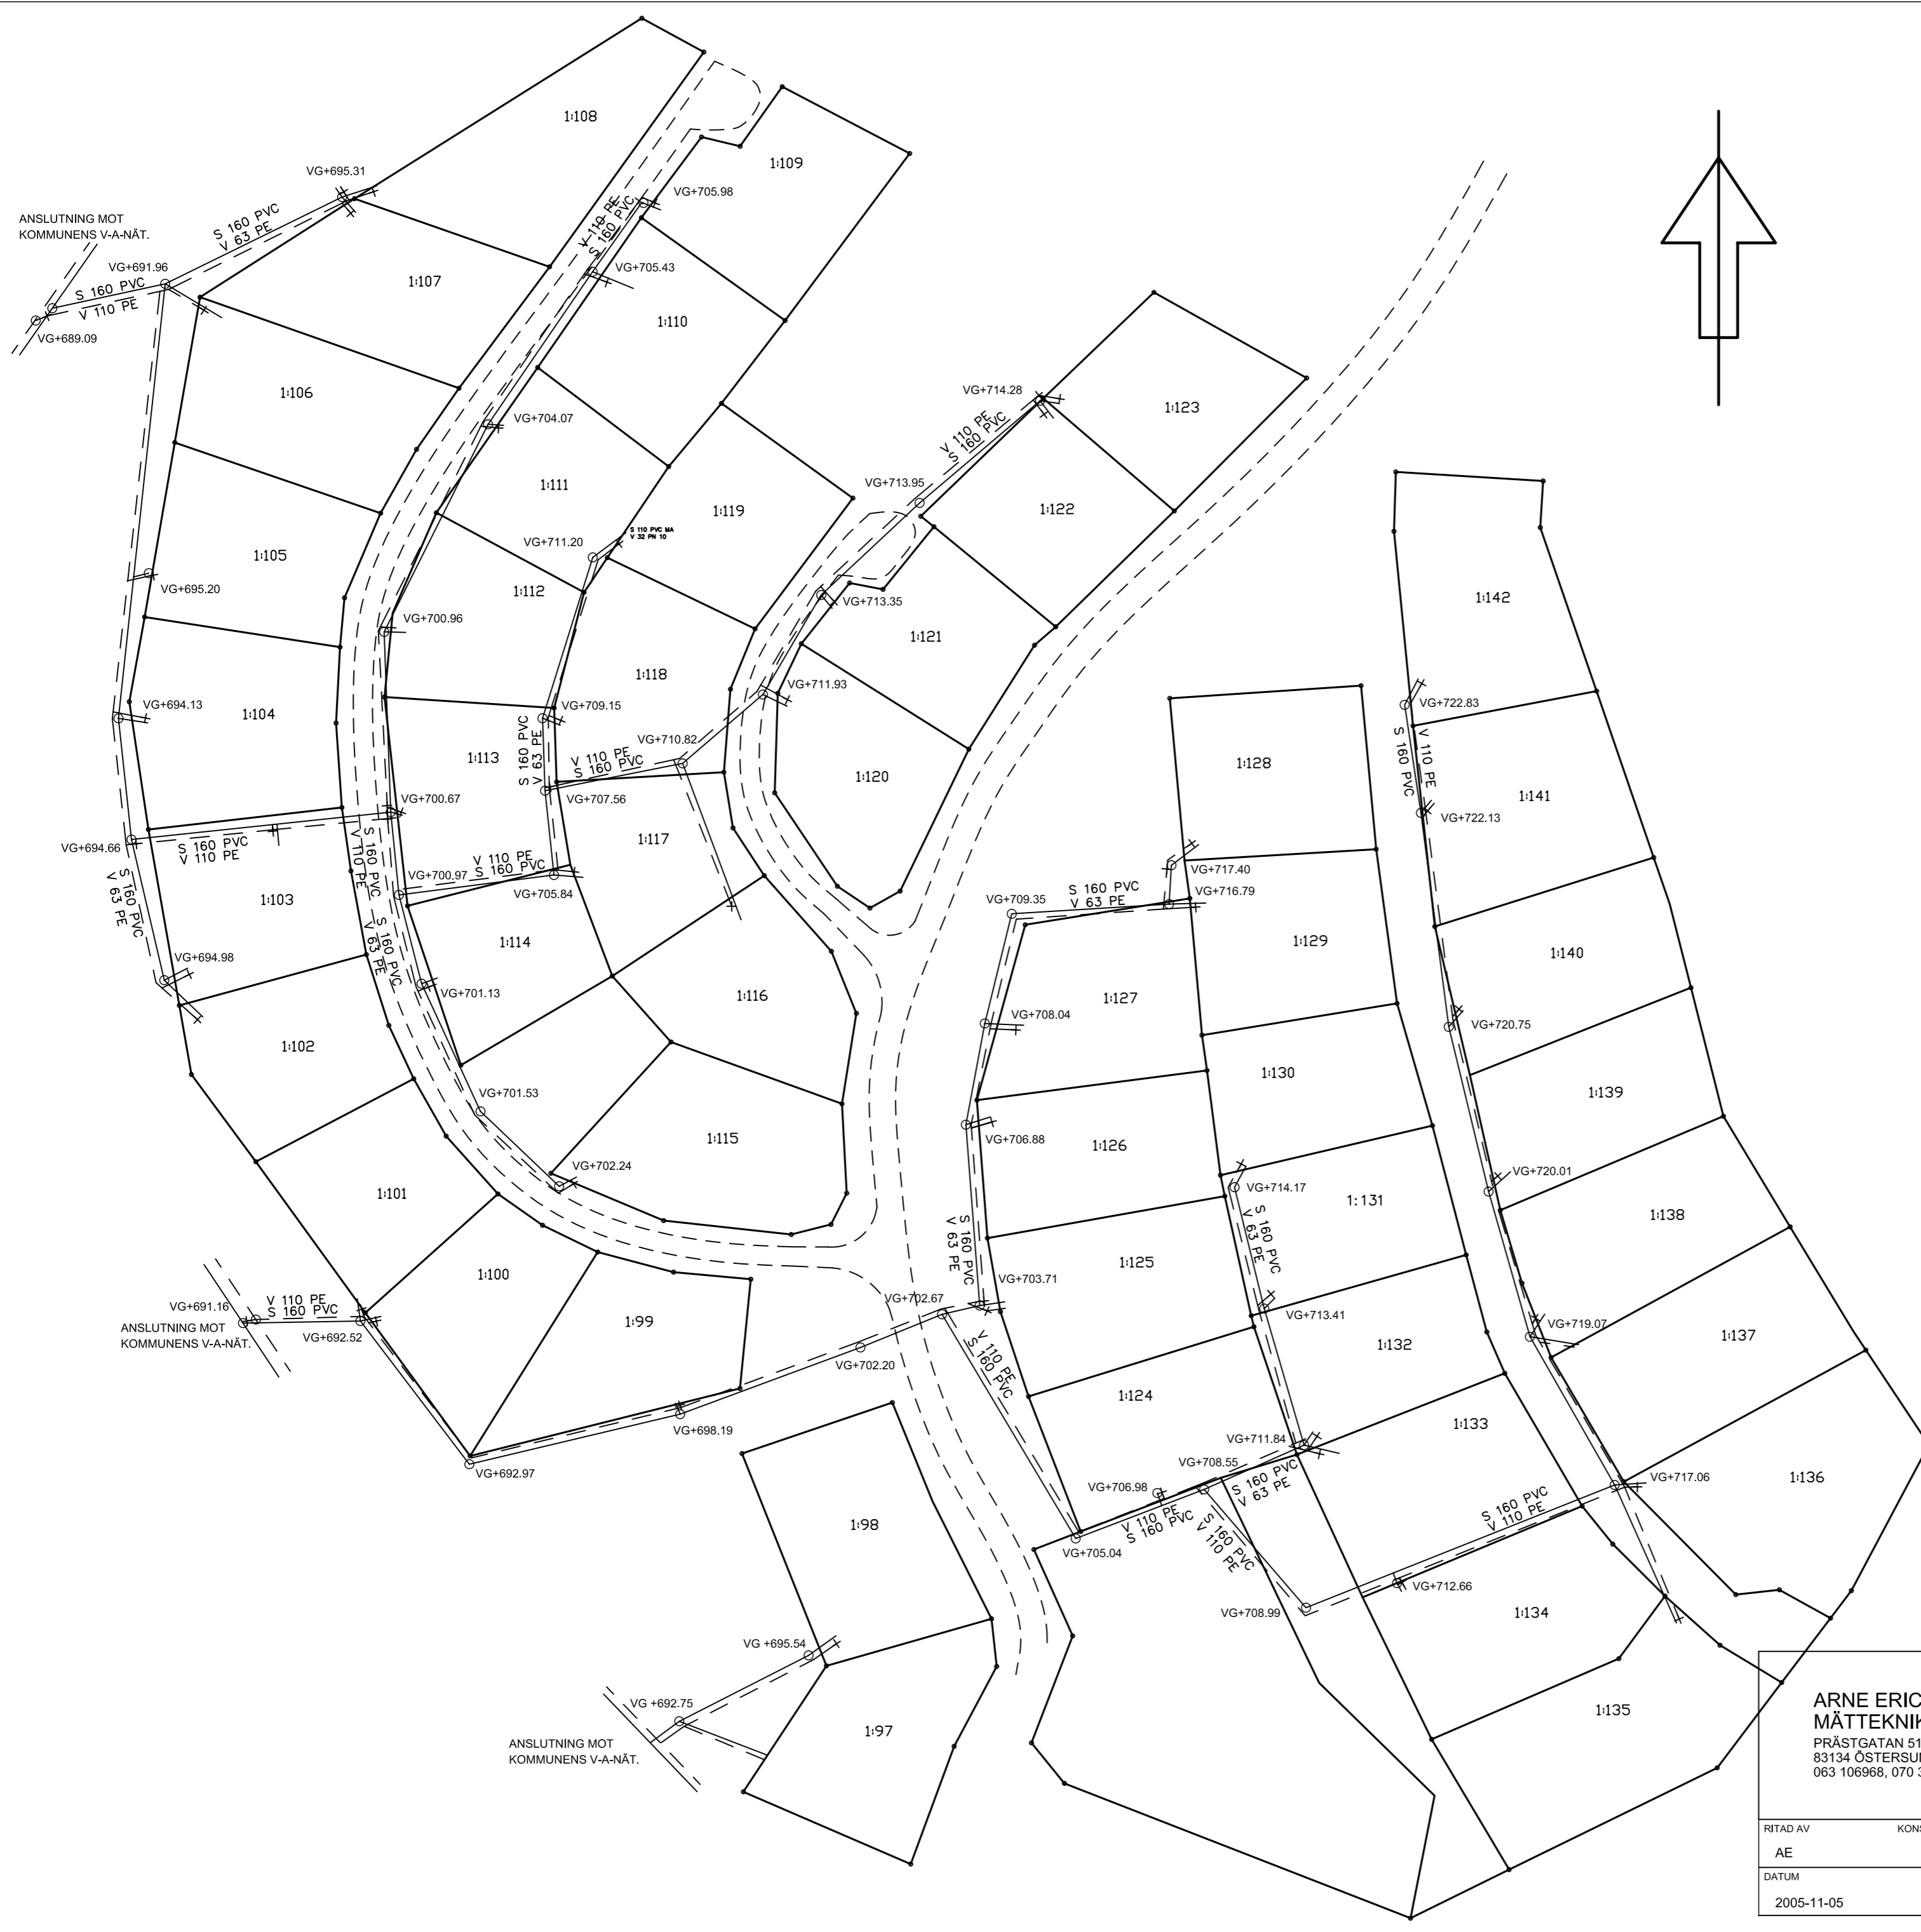 1:108
1:109
VG+695.31
VG+705.98
ANSLUTNING MOT
KOMMUNENS V-A-NÄT.
S 160 PVC
V 63 PE
V 110 PE
S 160 PVC
VG+691.96
VG+705.43
1:107
S 160 PVC
V 110 PE
VG+689.09
1:110
1:106
VG+704.07
VG+714.28
1:123
V 110 PE
S 160 PVC
1:111
VG+713.95
1:119
1:122
S 110 PVC MA
V 32 PN 10
VG+711.20
1:105
VG+695.20
1:112
VG+713.35
1:142
VG+700.96
1:121
1:118
VG+711.93
VG+694.13
1:104
VG+709.15
VG+722.83
VG+710.82
S 160 PVC
V 63 PE
1:113
V 110 PE
S 160 PVC
1:120
1:128
S 160 PVC
V 110 PE
1:141
VG+700.67
VG+707.56
VG+722.13
VG+694.66
S 160 PVC
V 110 PE
S 160 PVC
V 110 PE
1:117
V 110 PE
S 160 PVC
VG+700.97
VG+705.84
VG+717.40
VG+716.79
S 160 PVC
V 63 PE
1:103
VG+709.35
S 160 PVC
V 63 PE
S 160 PVC
V 63 PE
1:114
1:129
1:140
VG+694.98
VG+701.13
1:116
1:127
VG+708.04
VG+720.75
1:102
1:130
1:139
VG+701.53
1:115
VG+706.88
1:126
VG+702.24
VG+720.01
1:101
VG+714.17
1:131
1:138
S 160 PVC
V 63 PE
S 160 PVC
V 63 PE
1:100
1:125
VG+703.71
V 110 PE
S 160 PVC
VG+691.16
VG+702.67
ANSLUTNING MOT
KOMMUNENS V-A-NÄT.
VG+692.52
1:99
VG+713.41
VG+719.07
1:137
VG+702.20
V 110 PE
S 160 PVC
1:132
1:124
VG+698.19
1:133
VG+711.84
VG+708.55
VG+692.97
VG+706.98
S 160 PVC
V 63 PE
VG+717.06
1:136
1:98
V 110 PE
S 160 PVC
S 160 PVC
V 110 PE
S 160 PVC
V 110 PE
VG+705.04
VG+712.66
VG+708.99
1:134
VG +695.54
VG +692.75
1:97
1:135
ANSLUTNING MOT
KOMMUNENS V-A-NÄT.
ARNE ERIC
MÄTTEKNIK
PRÄSTGATAN 51
83134 ÖSTERSU
063 106968, 070 3
RITAD AV
KONS
AE
DATUM
2005-11-05